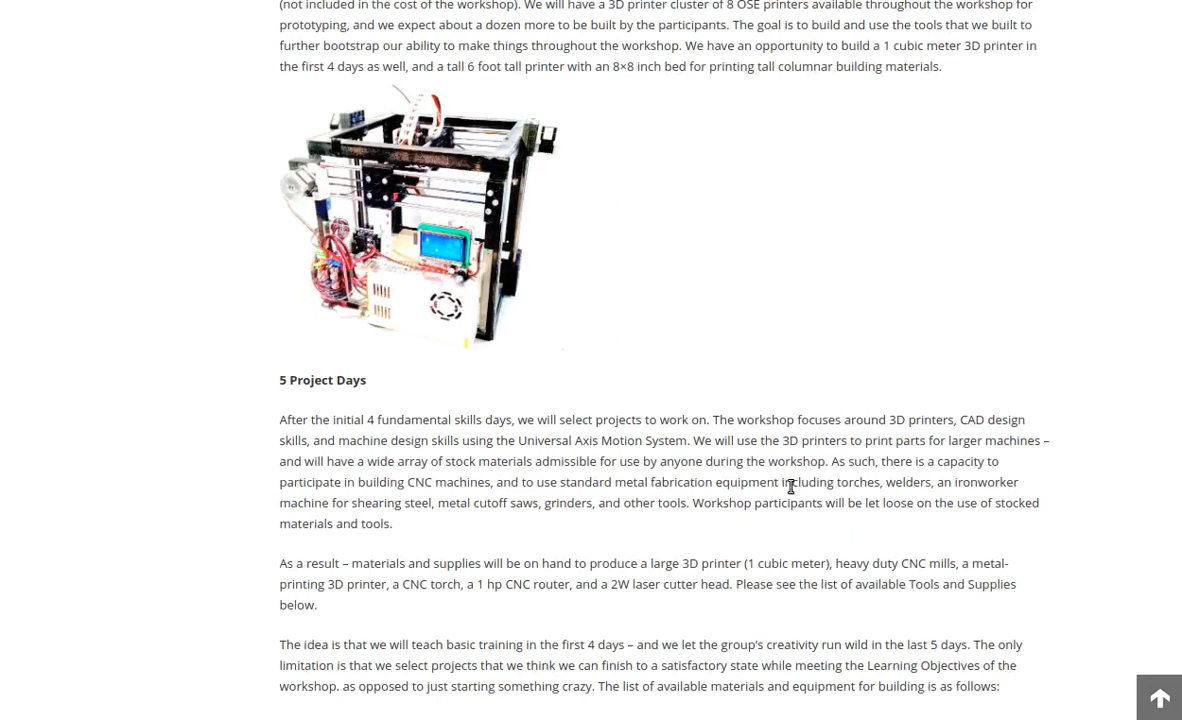 (not included in the cost of the workshop). We will have a 3D printer cluster of 8 OSE printers available throughout the workshop for
prototyping, and we expect about a dozen more to be built by the participants. The goal is to build and use the tools that we built to
further bootstrap our ability to make things throughout the workshop. We have an opportunity to build a 1 cubic meter 3D printer in
the first 4 days as well, and a tall 6 foot tall printer with an 8×8 inch bed for printing tall columnar building materials.
5 Project Days
After the initial 4 fundamental skills days, we will select projects to work on. The workshop focuses around 3D printers, CAD design
skills, and machine design skills using the Universal Axis Motion System. We will use the 3D printers to print parts for larger machines –
and will have a wide array of stock materials admissible for use by anyone during the workshop. As such, there is a capacity to
participate in building CNC machines, and to use standard metal fabrication equipment including torches, welders, an ironworker
machine for shearing steel, metal cutoff saws, grinders, and other tools. Workshop participants will be let loose on the use of stocked
materials and tools.
As a result – materials and supplies will be on hand to produce a large 3D printer (1 cubic meter), heavy duty CNC mills, a metal-
printing 3D printer, a CNC torch, a 1 hp CNC router, and a 2W laser cutter head. Please see the list of available Tools and Supplies
below.
The idea is that we will teach basic training in the first 4 days – and we let the group's creativity run wild in the last 5 days. The only
limitation is that we select projects that we think we can finish to a satisfactory state while meeting the Learning Objectives of the
workshop. as opposed to just starting something crazy. The list of available materials and equipment for building is as follows: